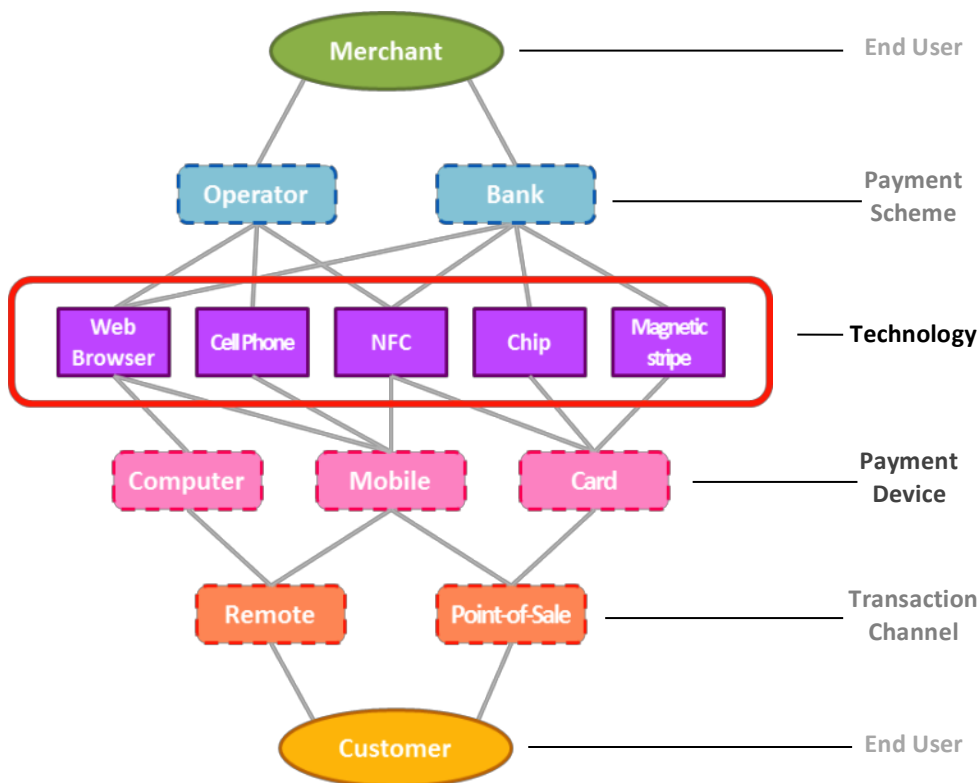 Merchant
End User
Operator
Bank
Payment
Scheme
Web
Browser
Cell Phone
NFC
Chip
Magnetic
stripe
Technology
Computer
Mobile
Card
Payment
Device
Remote
Point-of-Sale
Transaction
Channel
Customer
End User